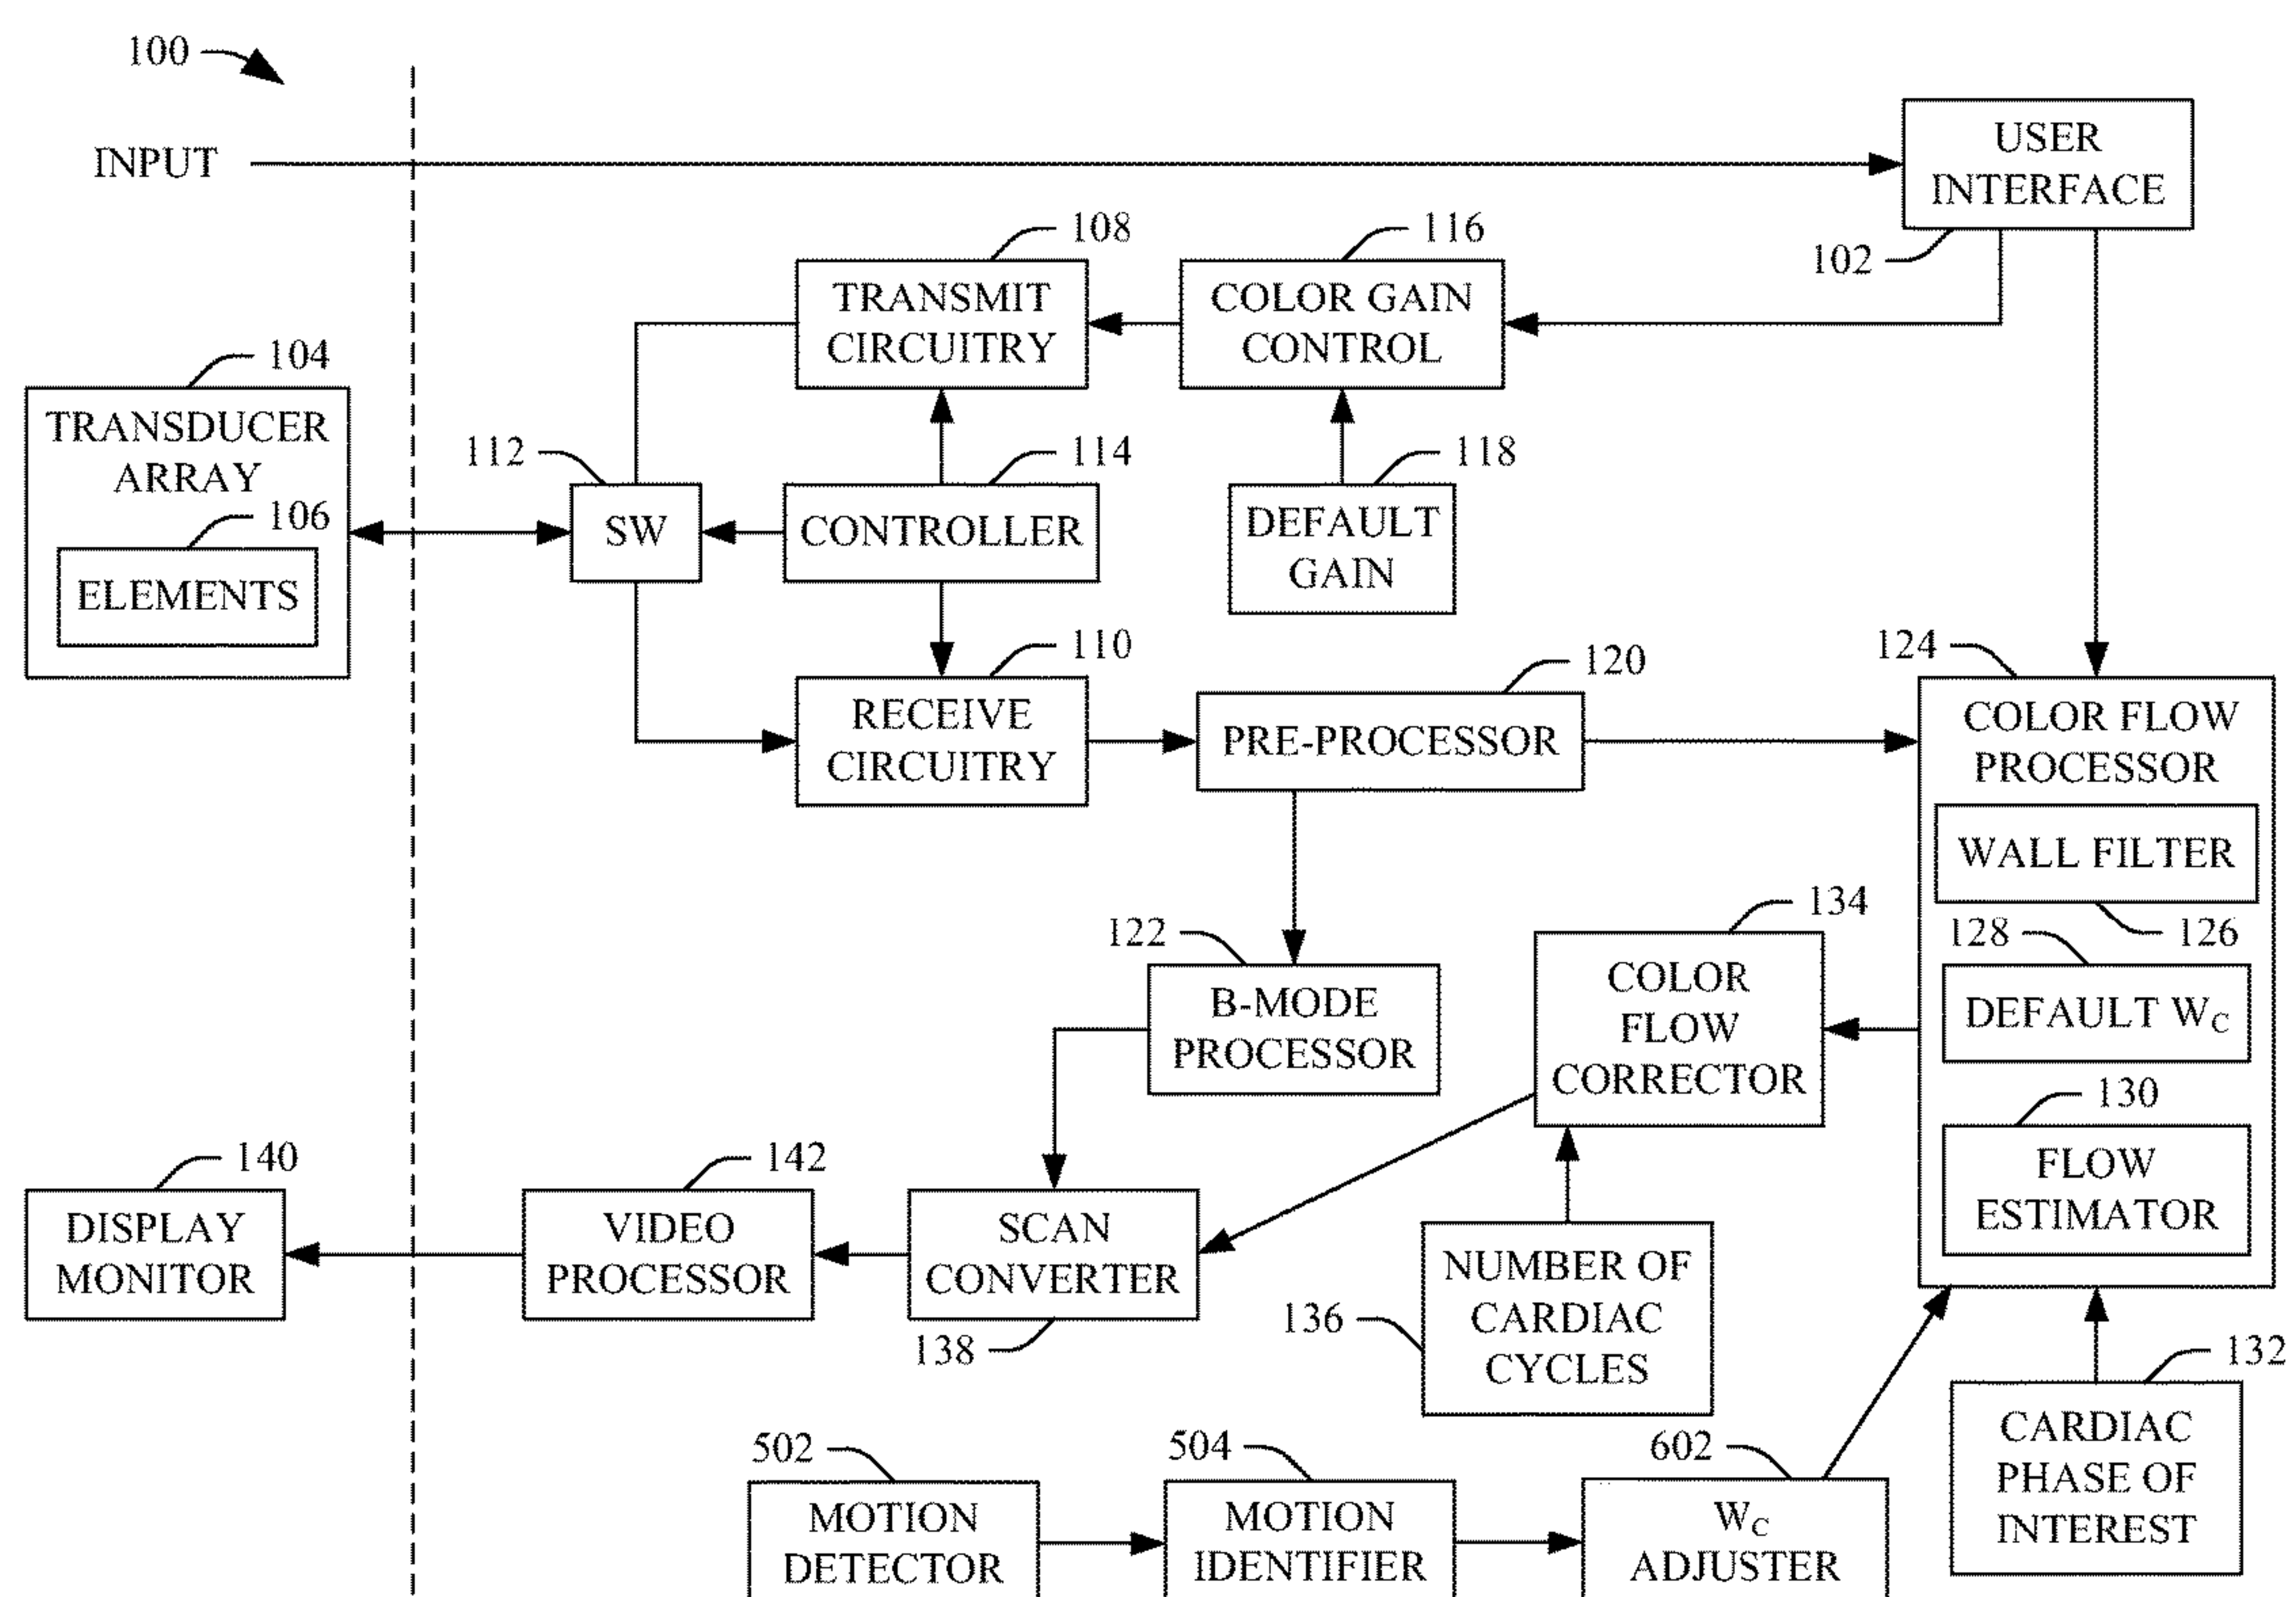 100
INPUT
USER
INTERFACE
102
108
TRANSMIT
CIRCUITRY
116
COLOR GAIN
CONTROL
104
TRANSDUCER
ARRAY
106
ELEMENTS
112
SW
114
CONTROLLER
118
DEFAULT
GAIN
110
RECEIVE
CIRCUITRY
120
PRE-PROCESSOR
124
COLOR FLOW
PROCESSOR
WALL FILTER
126
128
DEFAULT WC
130
FLOW
ESTIMATOR
134
COLOR
FLOW
CORRECTOR
122
B-MODE
PROCESSOR
140
DISPLAY
MONITOR
142
VIDEO
PROCESSOR
SCAN
CONVERTER
138
136
NUMBER OF
CARDIAC
CYCLES
132
CARDIAC
PHASE OF
INTEREST
502
MOTION
DETECTOR
504
MOTION
IDENTIFIER
602
WC
ADJUSTER